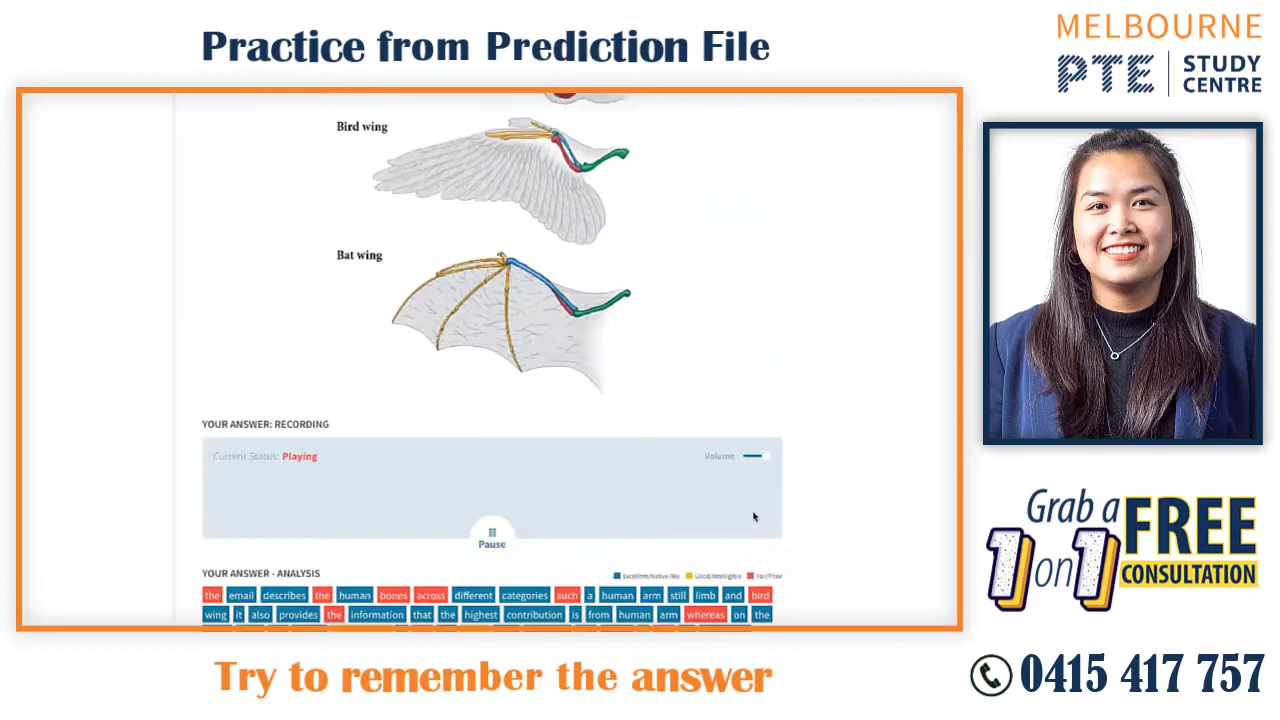 Practice from Prediction File
MELBOURNE
PTE STUDY CENTRE
Bird wing
Bat wing
YOUR ANSWER: RECORDING
Current Status: Playing
Volume
Pause
YOUR ANSWER - ANALYSIS
Excellent/Native-like Good/Intelligible Fair/Poor
the email describes the human bones across different categories such a human arm still limb and bird
wing it also provides the information that the highest contribution is from human arm whereas on the
Grab a FREE
1 on 1 CONSULTATION
Try to remember the answer
0415 417 757